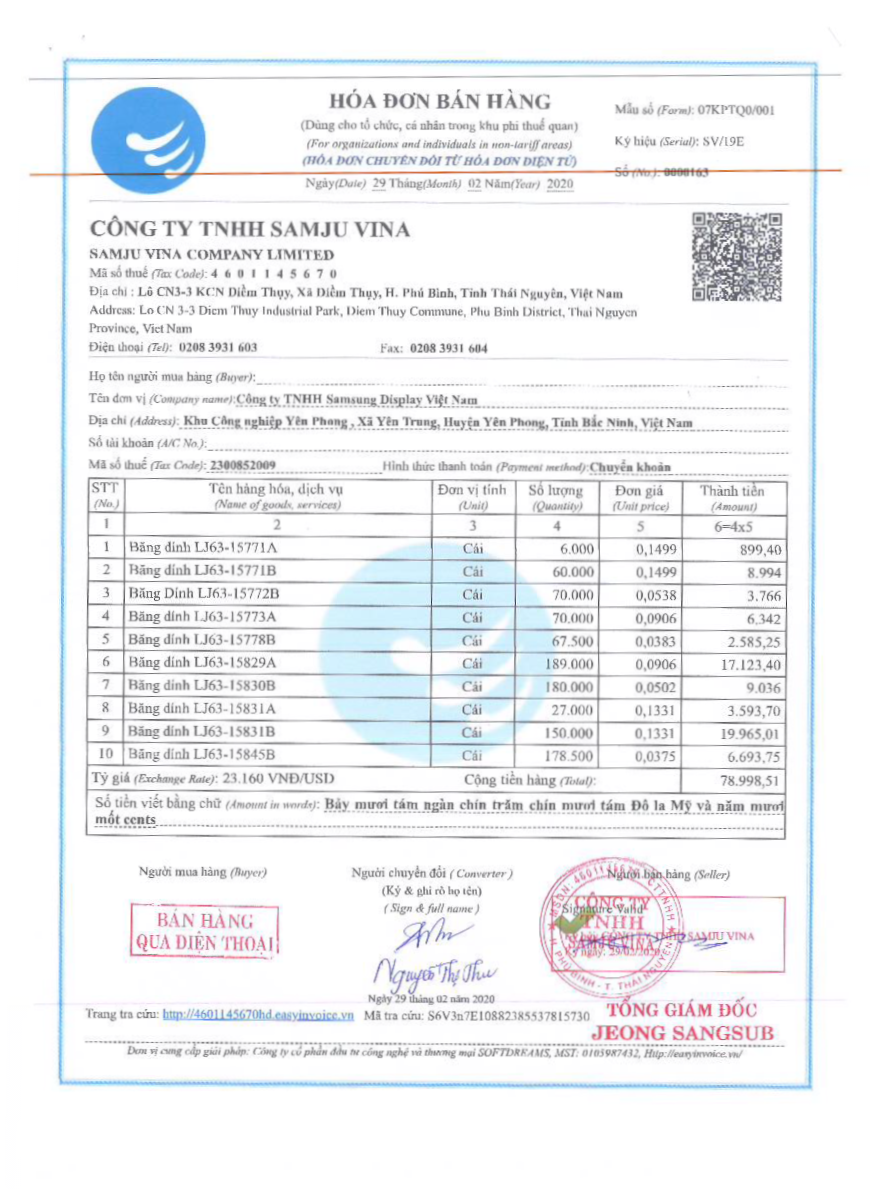 HÓA ĐƠN BÁN HÀNG
(Dùng cho tổ chức, cá nhân trong khu phi thuế quan)
(For organizations and individuals in non-tariff areas)
(HÓA ĐƠN CHUYỂN ĐỔI TỪ HÓA ĐƠN ĐIỆN TỬ)
Ngày(Date) 29 Tháng(Month) 02 Năm(Year) 2020
Mẫu số (Form): 07KPTQ0/001
Ký hiệu (Serial): SV/19E
Số (No.): 0000163
CÔNG TY TNHH SAMJU VINA
SAMJU VINA COMPANY LIMITED
Mã số thuế (Tax Code): 4 6 0 1 1 4 5 6 7 0
Địa chỉ : Lô CN3-3 KCN Điềm Thụy, Xã Điềm Thụy, H. Phú Bình, Tỉnh Thái Nguyên, Việt Nam
Address: Lo CN 3-3 Diem Thuy Industrial Park, Diem Thuy Commune, Phu Binh District, Thai Nguyen
Province, Viet Nam
Điện thoại (Tel): 0208 3931 603 Fax: 0208 3931 604
Họ tên người mua hàng (Buyer):
Tên đơn vị (Company name):Công ty TNHH Samsung Display Việt Nam
Địa chỉ (Address): Khu Công nghiệp Yên Phong , Xã Yên Trung, Huyện Yên Phong, Tỉnh Bắc Ninh, Việt Nam
Số tài khoản (A/C No.):
Mã số thuế (Tax Code): 2300852009 Hình thức thanh toán (Payment method):Chuyển khoản
STT Tên hàng hóa, dịch vụ Đơn vị tính Số lượng Đơn giá Thành tiền
(No.) (Name of goods, services) (Unit) (Quantity) (Unit price) (Amount)
1 2 3 4 5 6=4x5
1 Băng dính LJ63-15771A Cái 6.000 0,1499 899,40
2 Băng dính LJ63-15771B Cái 60.000 0,1499 8.994
3 Băng Dính LJ63-15772B Cái 70.000 0,0538 3.766
4 Băng dính LJ63-15773A Cái 70.000 0,0906 6.342
5 Băng dính LJ63-15778B Cái 67.500 0,0383 2.585,25
6 Băng dính LJ63-15829A Cái 189.000 0,0906 17.123,40
7 Băng dính LJ63-15830B Cái 180.000 0,0502 9.036
8 Băng dính LJ63-15831A Cái 27.000 0,1331 3.593,70
9 Băng dính LJ63-15831B Cái 150.000 0,1331 19.965,01
10 Băng dính LJ63-15845B Cái 178.500 0,0375 6.693,75
Tỷ giá (Exchange Rate): 23.160 VNĐ/USD Cộng tiền hàng (Total): 78.998,51
Số tiền viết bằng chữ (Amount in words): Bảy mươi tám ngàn chín trăm chín mươi tám Đô la Mỹ và năm mươi
mốt cents
Người mua hàng (Buyer) Người chuyển đổi (Converter) Người bán hàng (Seller)
(Ký & ghi rõ họ tên)
(Sign & full name)
BÁN HÀNG
QUA ĐIỆN THOẠI
Signature Valid
CÔNG TY
TNHH
SAMJU VINA
Ký bởi: CÔNG TY TNHH SAMJU VINA
Ký ngày: 29/02/2020
H. PHÚ BÌNH - T. THÁI NGUYÊN
Nguyen Thị Thu
Ngày 29 tháng 02 năm 2020
Trang tra cứu: http://4601145670hd.easyinvoice.vn Mã tra cứu: S6V3n7E10882385537815730
TỔNG GIÁM ĐỐC
JEONG SANGSUB
Đơn vị cung cấp giải pháp: Công ty cổ phần đầu tư công nghệ và thương mại SOFTDREAMS, MST: 0105987432, Http://easyinvoice.vn/